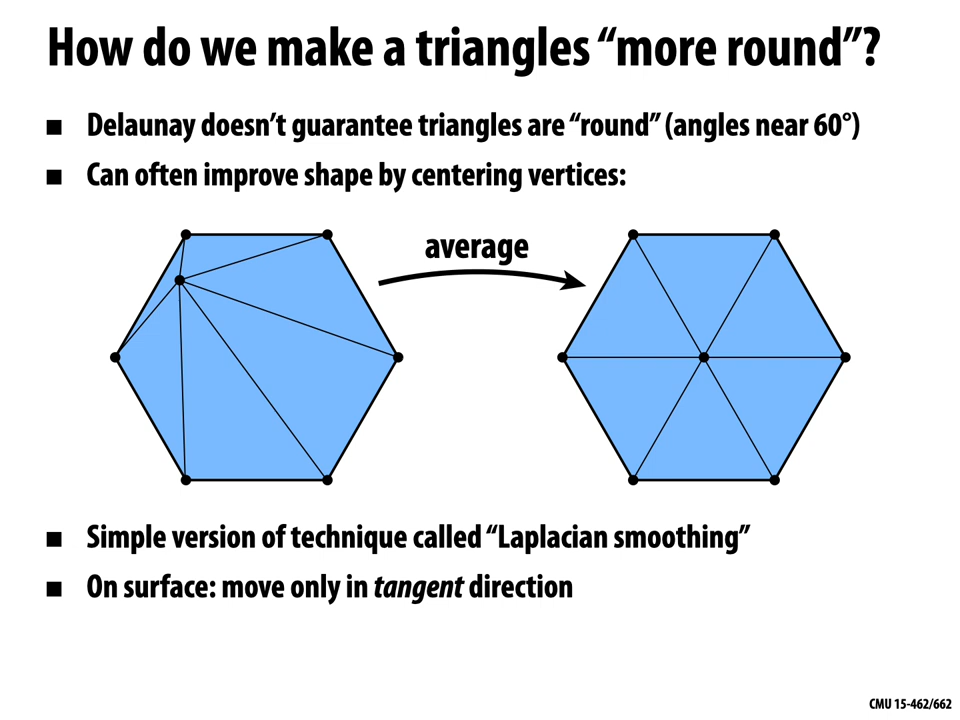 How do we make a triangles “more round”?
■ Delaunay doesn’t guarantee triangles are “round” (angles near 60°)
■ Can often improve shape by centering vertices:
average
■ Simple version of technique called “Laplacian smoothing”
■ On surface: move only in tangent direction
CMU 15-462/662